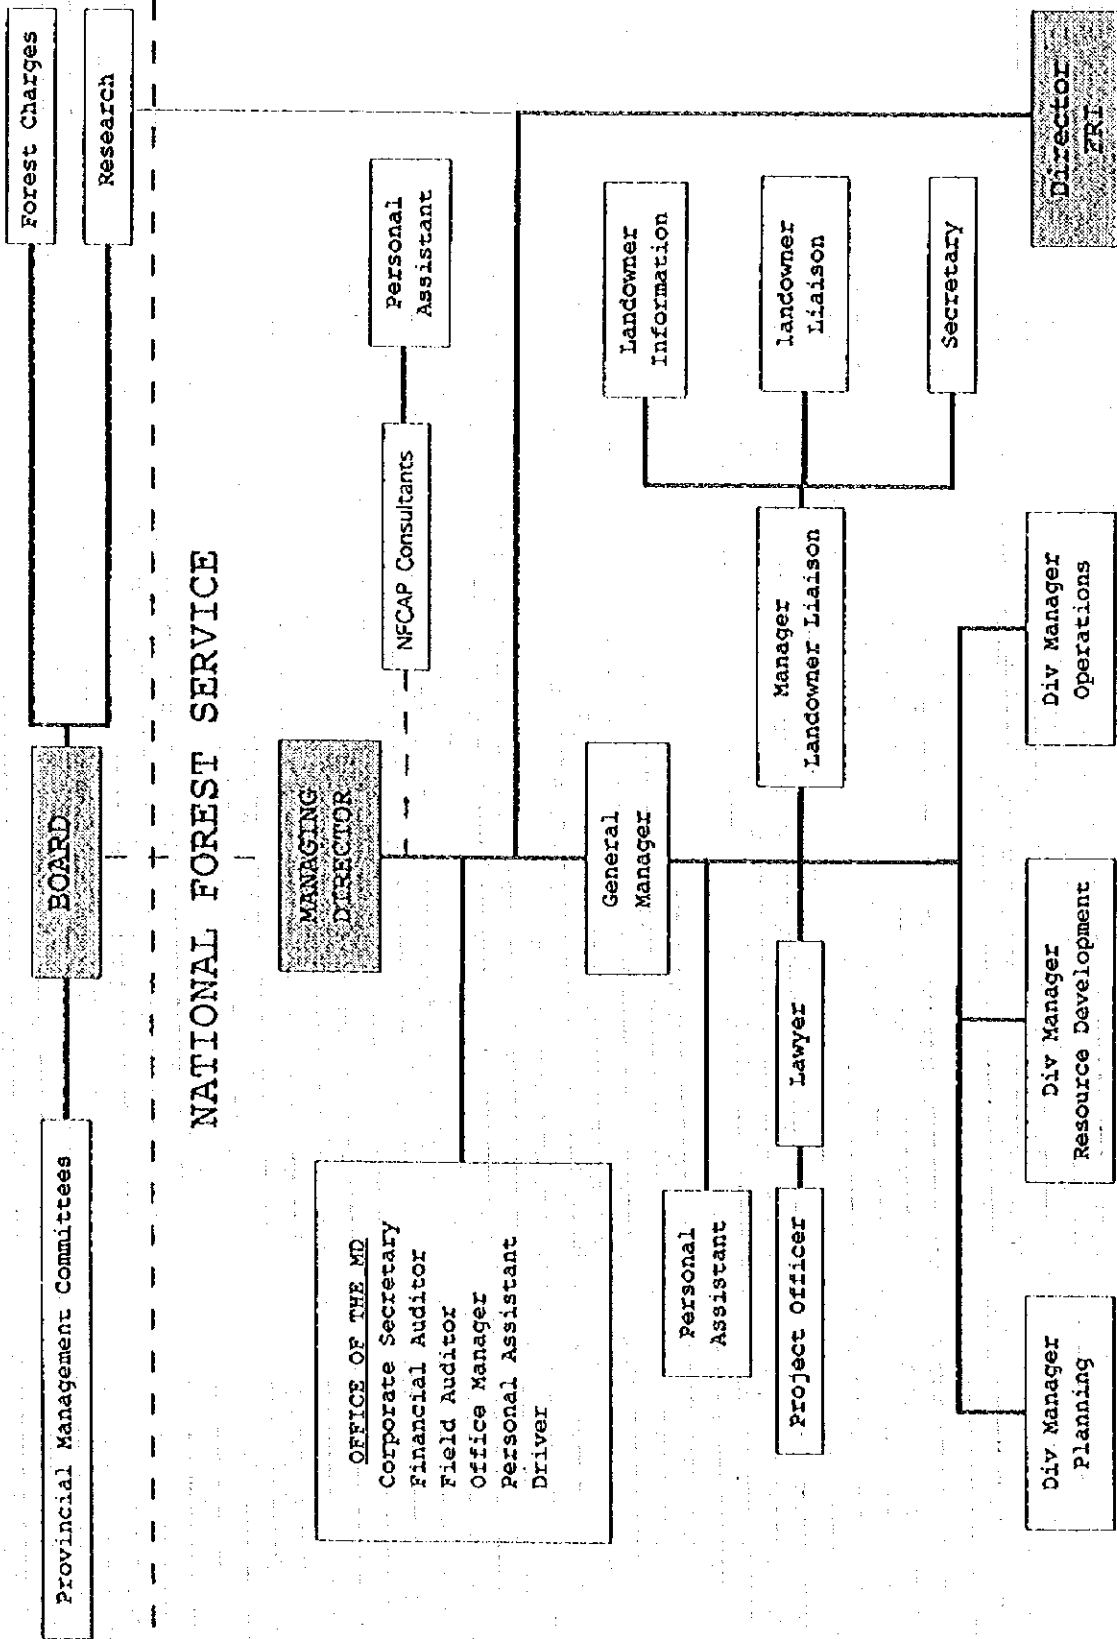 Provincial Management Committees
BOARD
Forest Charges
Research
NATIONAL FOREST SERVICE
MANAGING
DIRECTOR
NFCAP Consultants
Personal
Assistant
OFFICE OF THE MD
Corporate Secretary
Financial Auditor
Field Auditor
Office Manager
Personal Assistant
Driver
General
Manager
Personal
Assistant
Project Officer
Lawyer
Manager
Landowner Liaison
Landowner
Information
landowner
Liaison
Secretary
Div Manager
Planning
Div Manager
Resource Development
Div Manager
Operations
Director
FRI